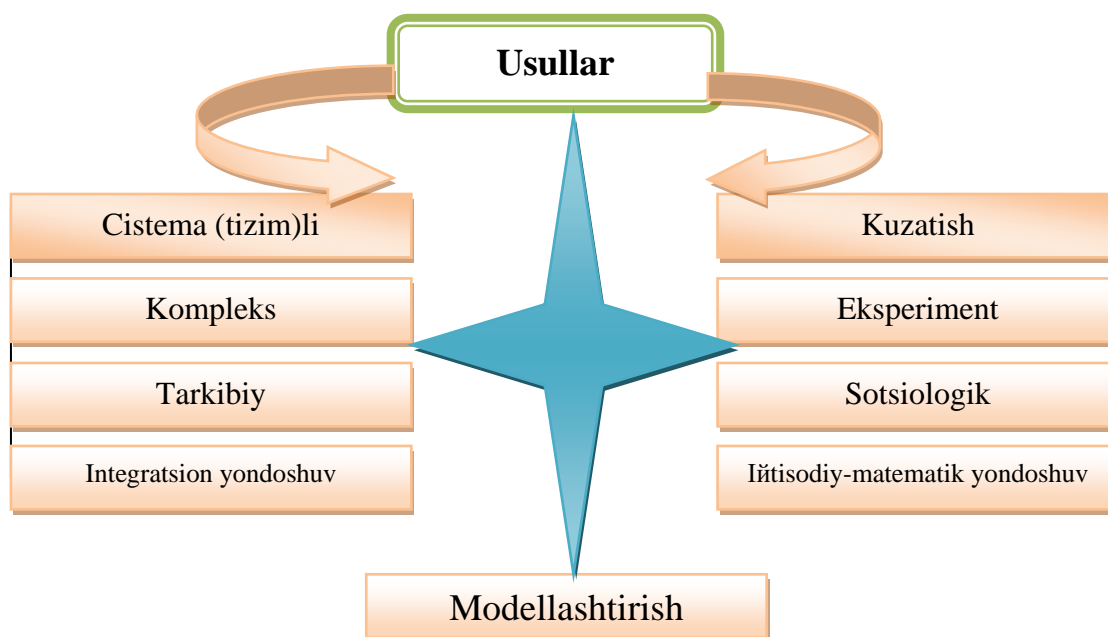 Usullar
Cistema (tizim)li
Kompleks
Tarkibiy
Integratsion yondoshuv
Kuzatish
Eksperiment
Sotsiologik
Iйtisodiy-matematik yondoshuv
Modellashtirish